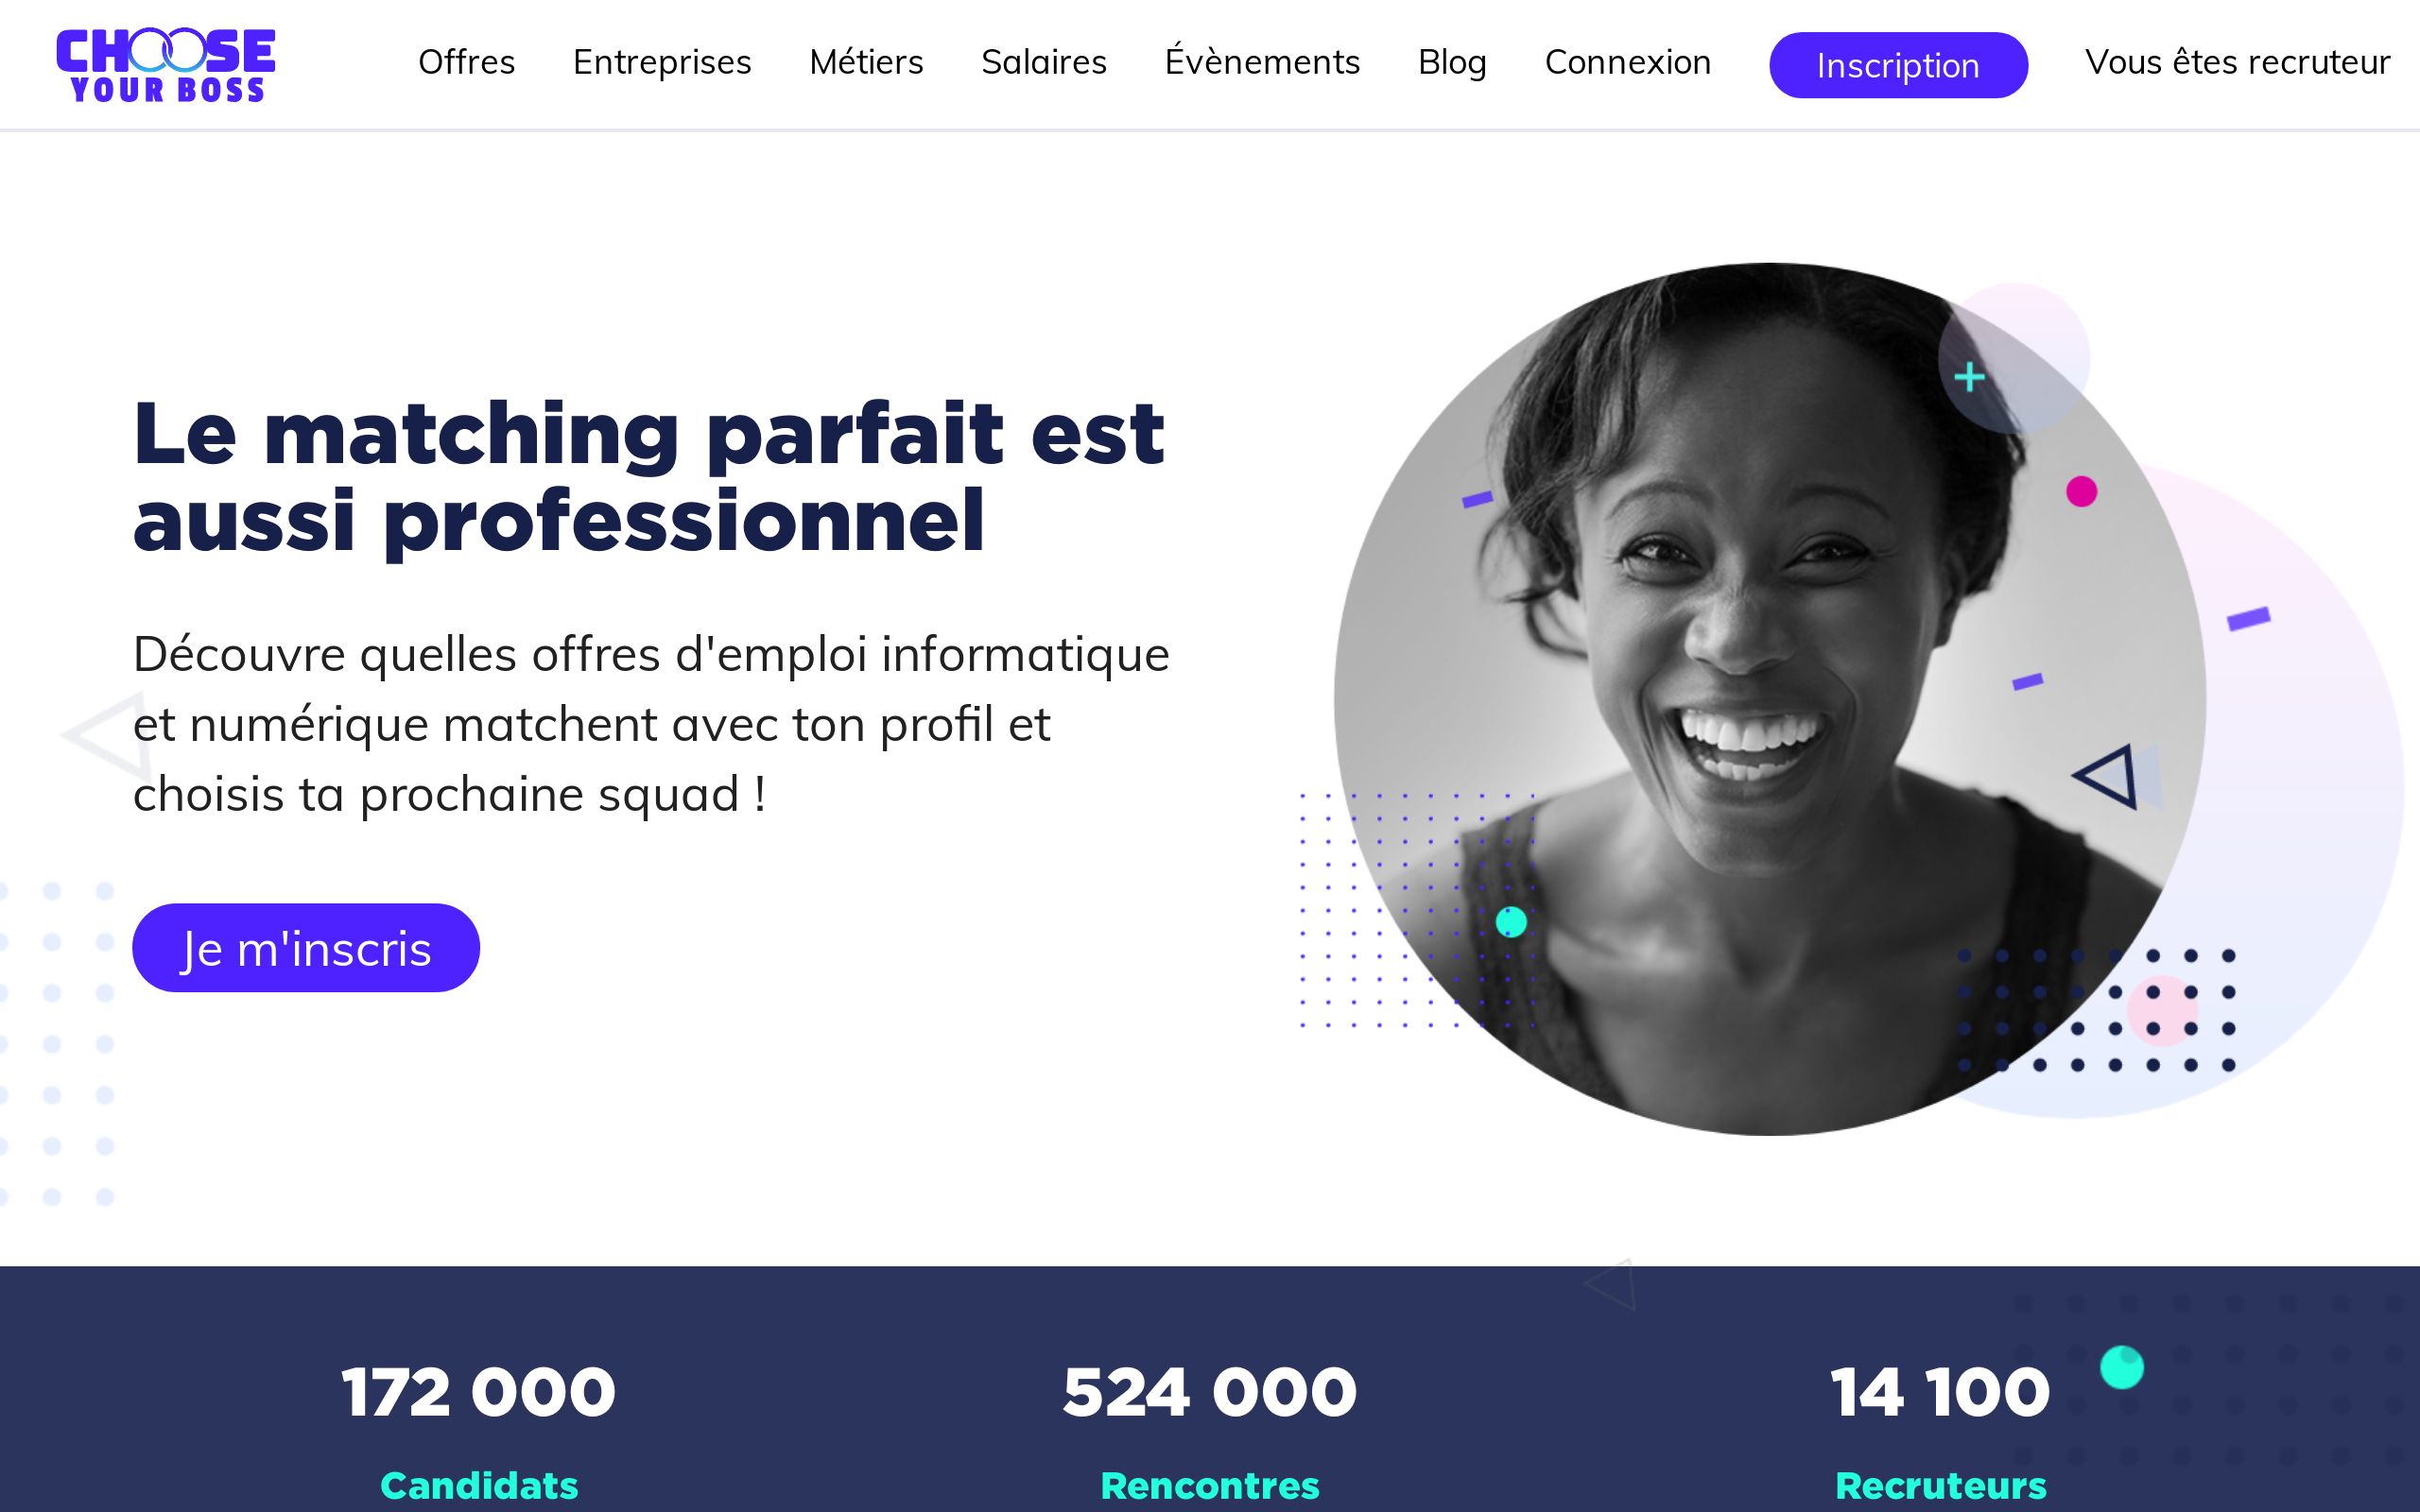 CHOOSE
YOUR BOSS
Offres
Entreprises
Métiers
Salaires
Évènements
Blog
Connexion
Inscription
Vous êtes recruteur
Le matching parfait est
aussi professionnel
Découvre quelles offres d'emploi informatique
et numérique matchent avec ton profil et
choisis ta prochaine squad !
Je m'inscris
172 000
Candidats
524 000
Rencontres
14 100
Recruteurs